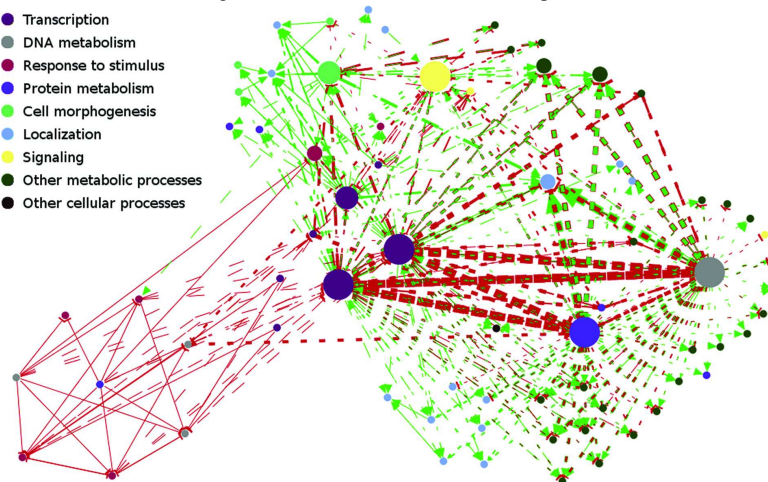 Transcription
DNA metabolism
Response to stimulus
Protein metabolism
Cell morphogenesis
Localization
Signaling
Other metabolic processes
Other cellular processes